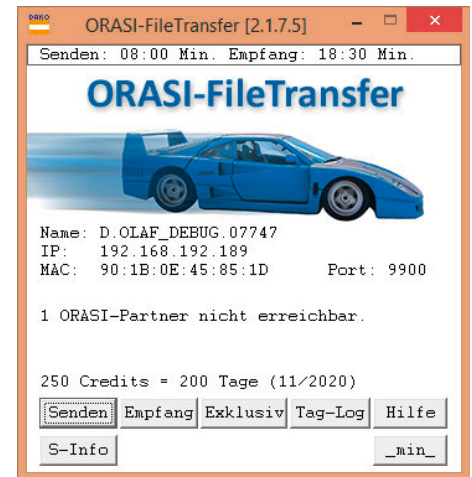 DAKO
ORASI-FileTransfer [2.1.7.5]
Senden: 08:00 Min. Empfang: 18:30 Min.
ORASI-FileTransfer
Name: D.OLAF_DEBUG.07747
IP: 192.168.192.189
MAC: 90:1B:0E:45:85:1D Port: 9900
1 ORASI-Partner nicht erreichbar.
250 Credits = 200 Tage (11/2020)
Senden Empfang Exklusiv Tag-Log Hilfe
S-Info _min_